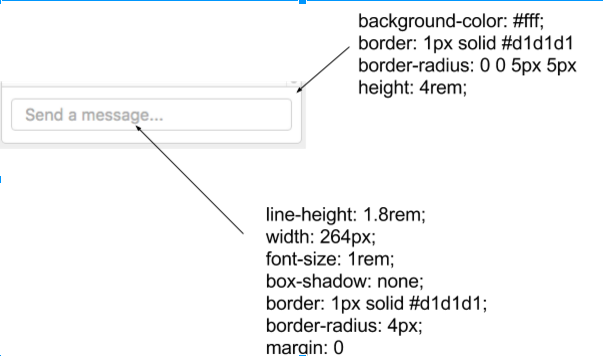 background-color: #fff;
border: 1px solid #d1d1d1
border-radius: 0 0 5px 5px
height: 4rem;
Send a message...
line-height: 1.8rem;
width: 264px;
font-size: 1rem;
box-shadow: none;
border: 1px solid #d1d1d1;
border-radius: 4px;
margin: 0